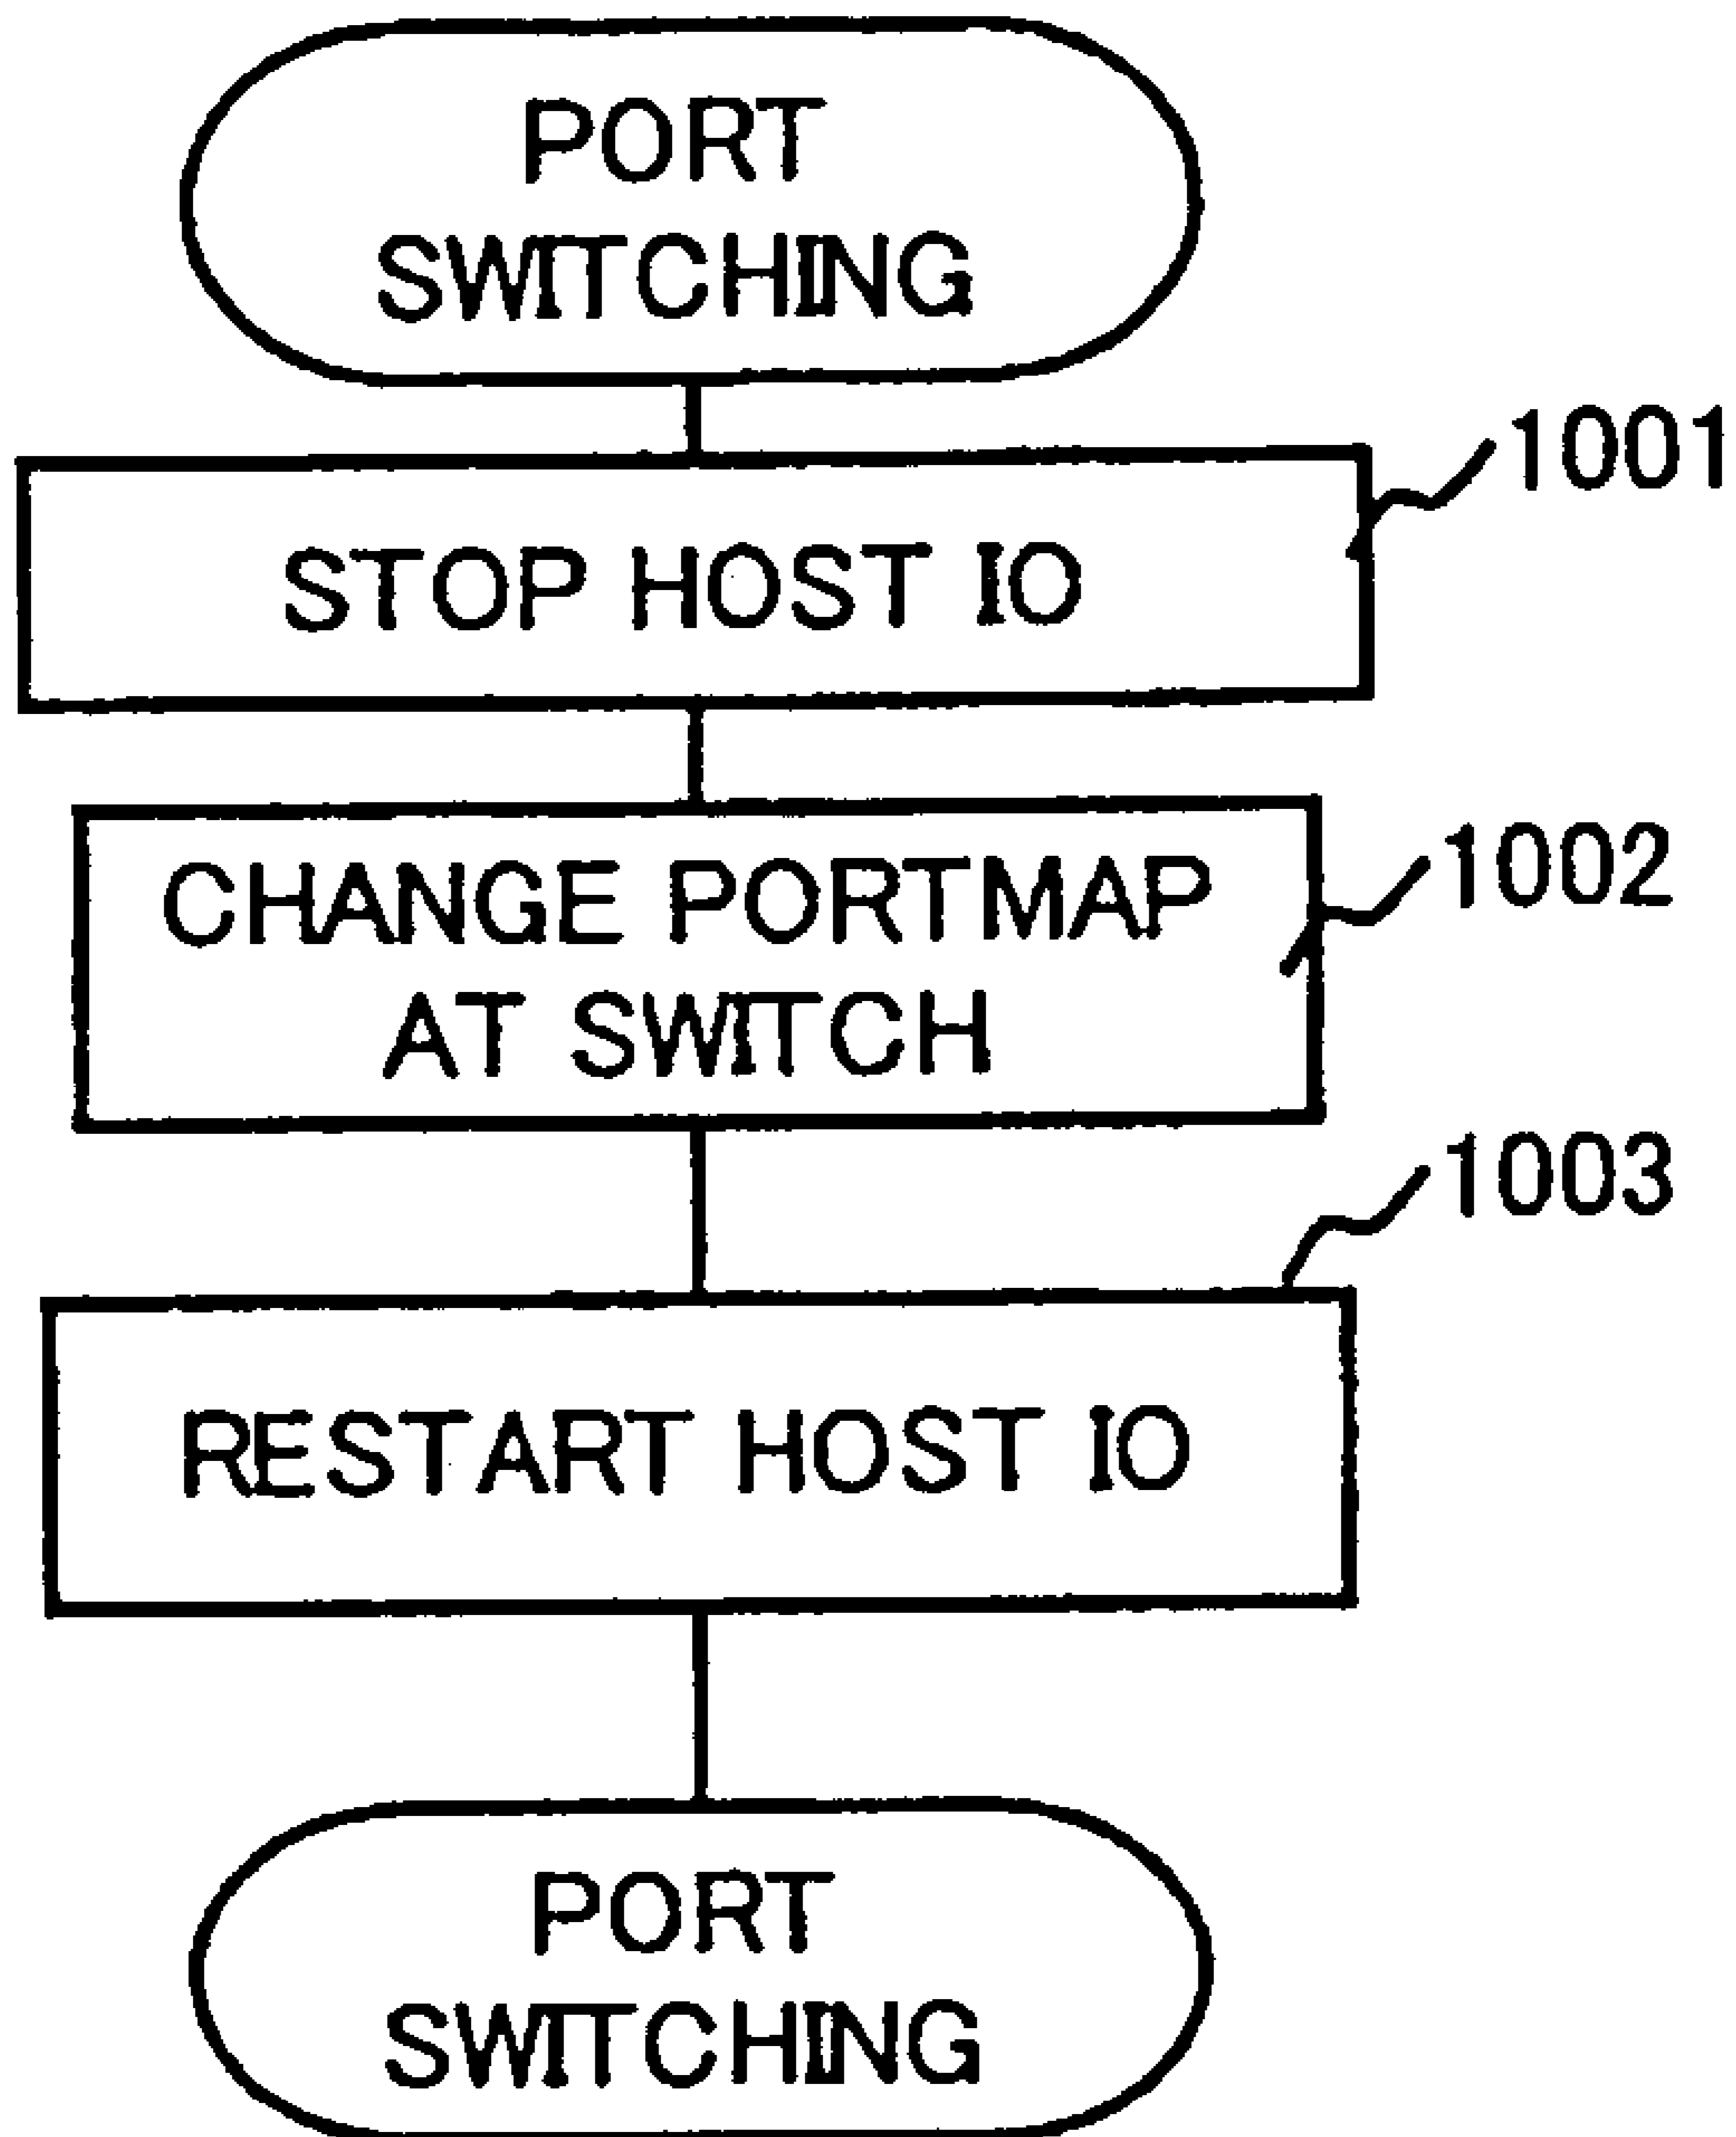 PORT
SWITCHING
1001
STOP HOST IO
1002
CHANGE PORTMAP
AT SWITCH
1003
RESTART HOST IO
PORT
SWITCHING